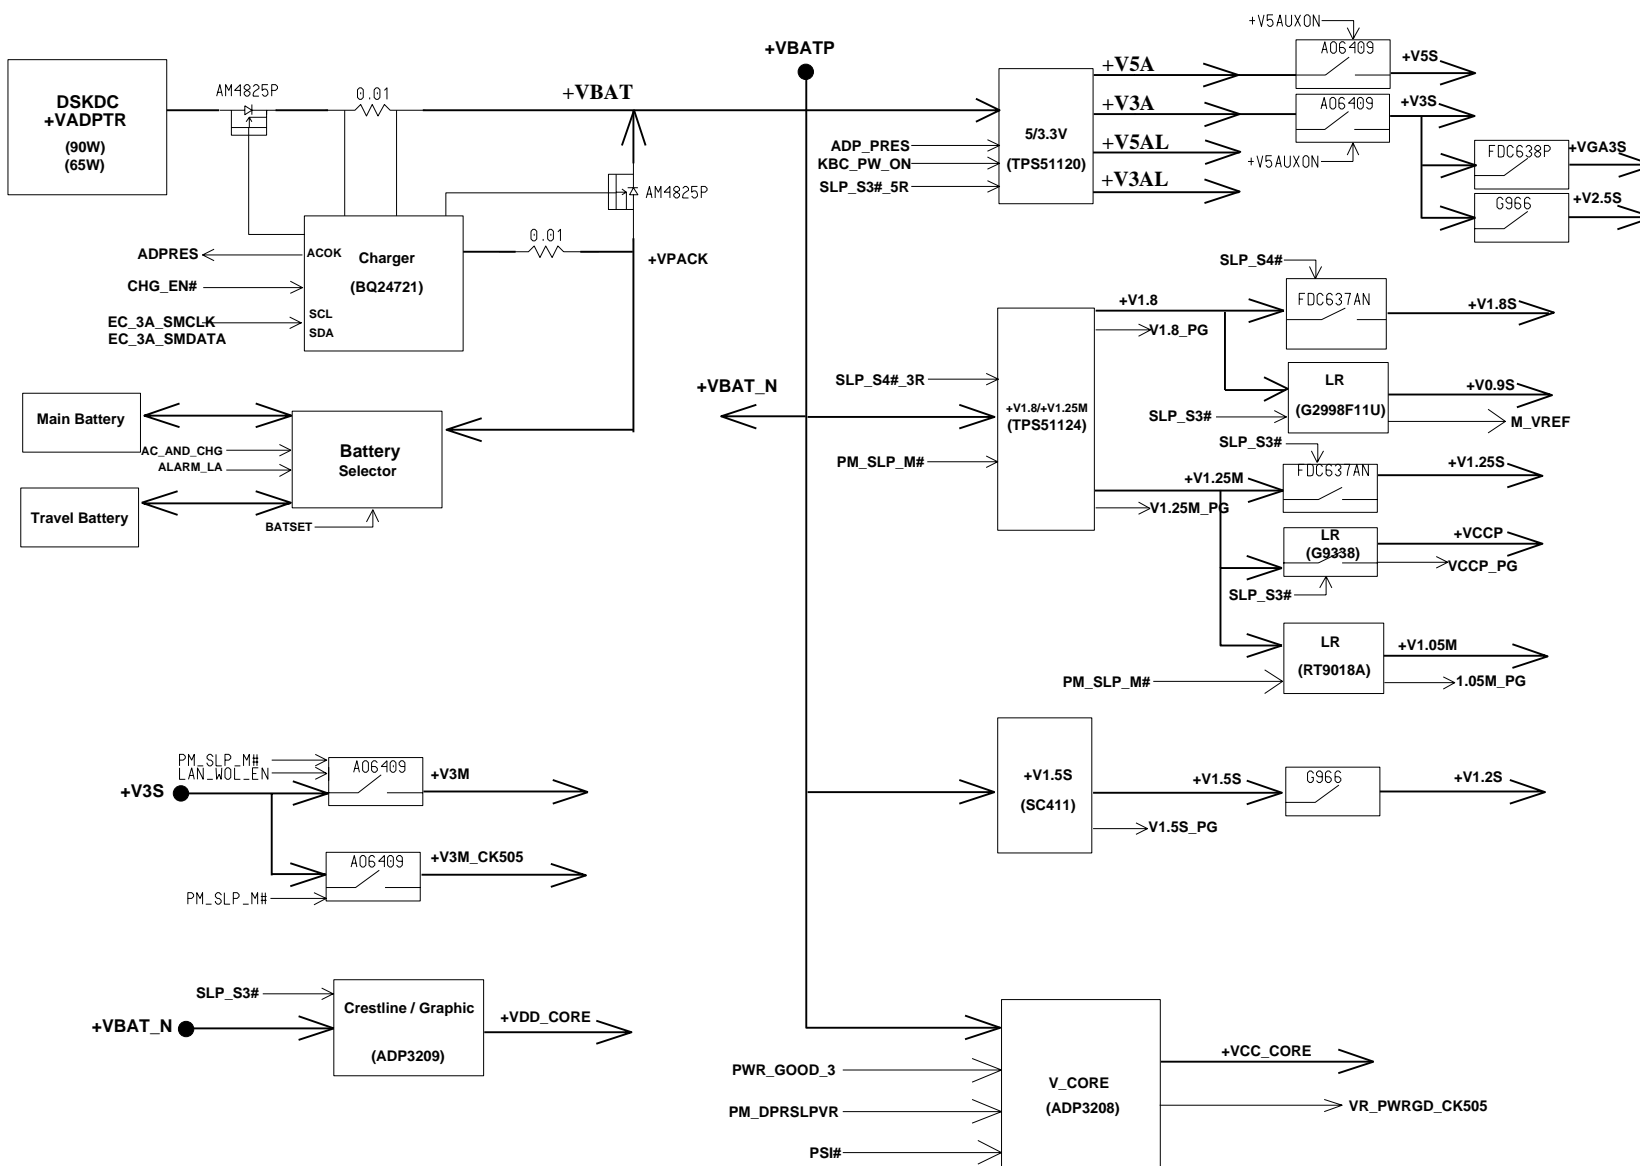 DSKDC
+VADPTR
(90W)
(65W)
AM4825P
0.01
+VBAT
AM4825P
ADPRES
CHG_EN#
EC_3A_SMCLK
EC_3A_SMDATA
ACOK
Charger
(BQ24721)
SCL
SDA
0.01
+VPACK
Main Battery
Travel Battery
AC_AND_CHG
ALARM_LA
BATSET
Battery
Selector
+VBATP
+VBAT_N
ADP_PRES
KBC_PW_ON
SLP_S3#_5R
5/3.3V
(TPS51120)
+V5A
+V3A
+V5AL
+V3AL
+V5AUXON
AO6409
+V5S
AO6409
+V3S
+V5AUXON
FDC638P
+VGA3S
G966
+V2.5S
SLP_S4#_3R
PM_SLP_M#
+V1.8/+V1.25M
(TPS51124)
+V1.8
V1.8_PG
SLP_S4#
FDC637AN
+V1.8S
LR
(G2998F11U)
SLP_S3#
+V0.9S
M_VREF
+V1.25M
V1.25M_PG
SLP_S3#
FDC637AN
+V1.25S
LR
(G9338)
SLP_S3#
+VCCP
VCCP_PG
LR
(RT9018A)
PM_SLP_M#
+V1.05M
1.05M_PG
+V1.5S
(SC411)
+V1.5S
V1.5S_PG
G966
+V1.2S
PM_SLP_M#
LAN_WOL_EN
+V3S
AO6409
+V3M
AO6409
+V3M_CK505
PM_SLP_M#
SLP_S3#
+VBAT_N
Crestline / Graphic
(ADP3209)
+VDD_CORE
PWR_GOOD_3
PM_DPRSLPVR
PSI#
V_CORE
(ADP3208)
+VCC_CORE
VR_PWRGD_CK505